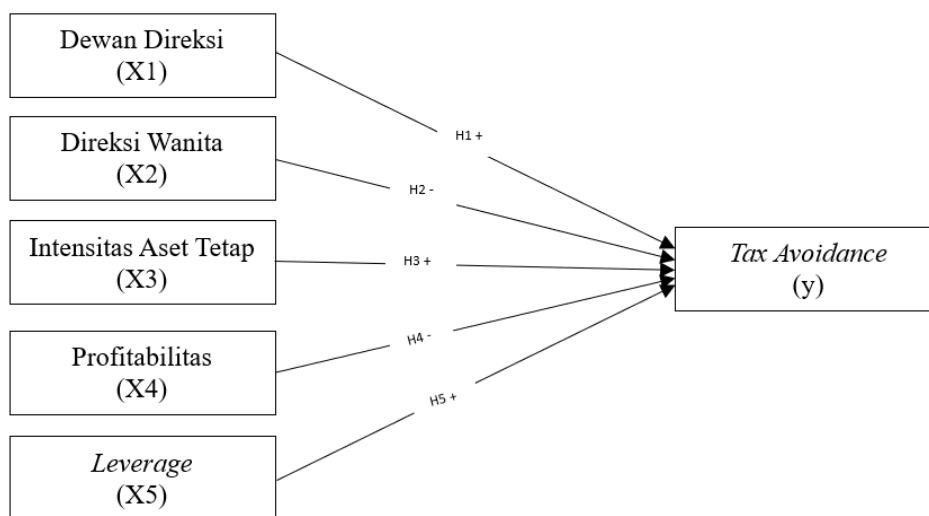 Dewan Direksi
(X1)
H1 +
Direksi Wanita
(X2)
H2 -
Intensitas Aset Tetap
(X3)
H3 +
Tax Avoidance
(y)
Profitabilitas
(X4)
H4 -
Leverage
(X5)
H5 +